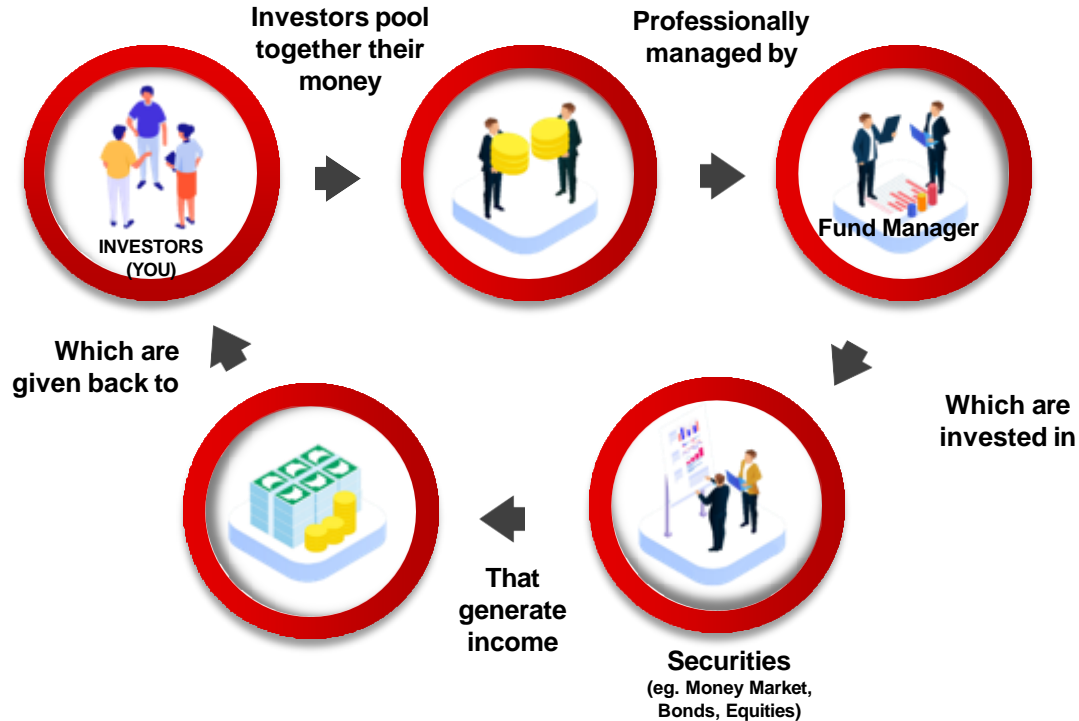 Investors pool
together their
money
Professionally
managed by
INVESTORS
(YOU)
Fund Manager
Which are
given back to
Which are
invested in
That
generate
income
Securities
(eg. Money Market,
Bonds, Equities)